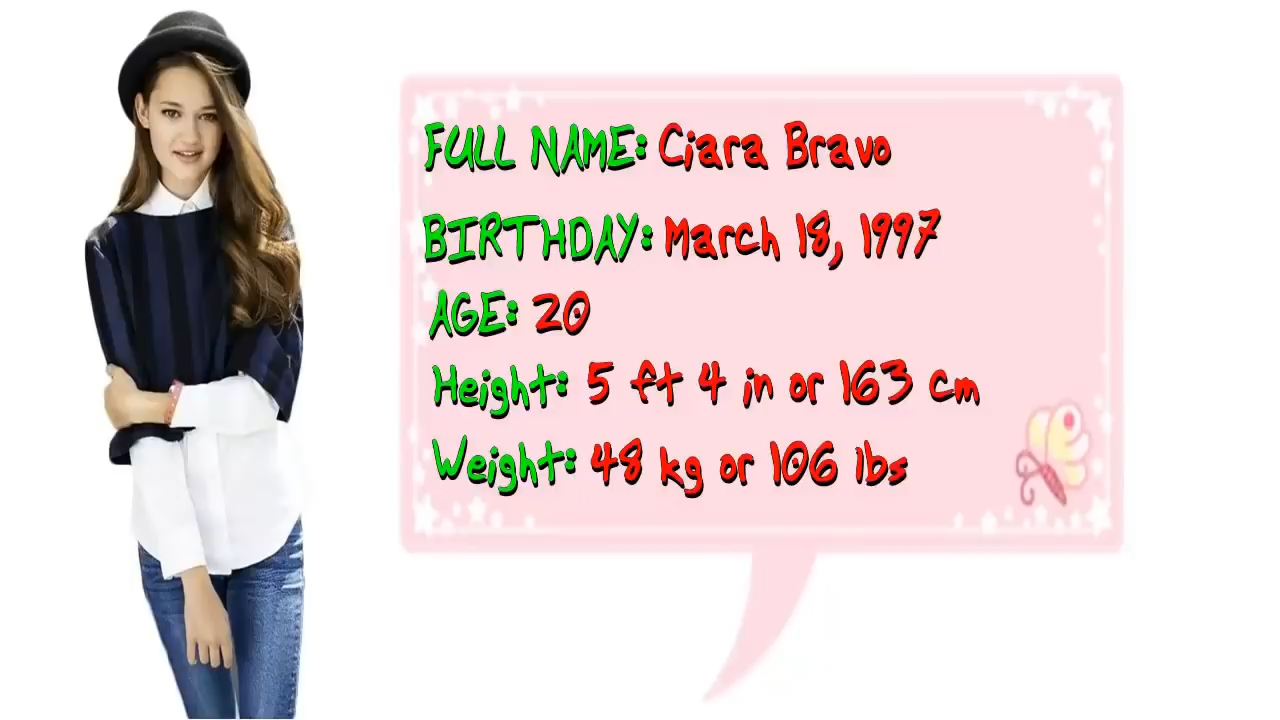 FULL NAME: Ciara Bravo
BIRTHDAY: March 18, 1997
AGE: 20
Height: 5 ft 4 in or 163 cm
Weight: 48 kg or 106 lbs